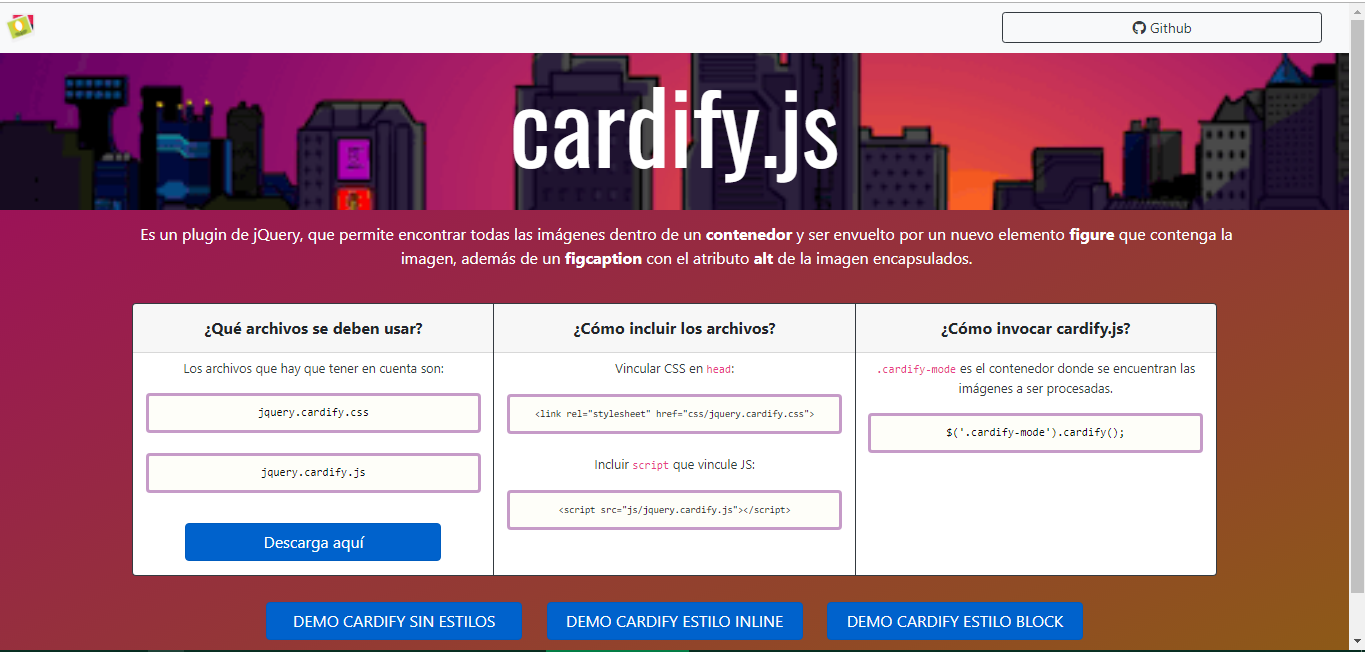 Github
cardify.js
Es un plugin de jQuery, que permite encontrar todas las imágenes dentro de un contenedor y ser envuelto por un nuevo elemento figure que contenga la
imagen, además de un figcaption con el atributo alt de la imagen encapsulados.
¿Qué archivos se deben usar?
Los archivos que hay que tener en cuenta son:
jquery.cardify.css
jquery.cardify.js
Descarga aquí
¿Cómo incluir los archivos?
Vincular CSS en head:
<link rel="stylesheet" href="css/jquery.cardify.css">
Incluir script que vincule JS:
<script src="js/jquery.cardify.js"></script>
¿Cómo invocar cardify.js?
.cardify-mode es el contenedor donde se encuentran las
imágenes a ser procesadas.
$('.cardify-mode').cardify();
DEMO CARDIFY SIN ESTILOS
DEMO CARDIFY ESTILO INLINE
DEMO CARDIFY ESTILO BLOCK